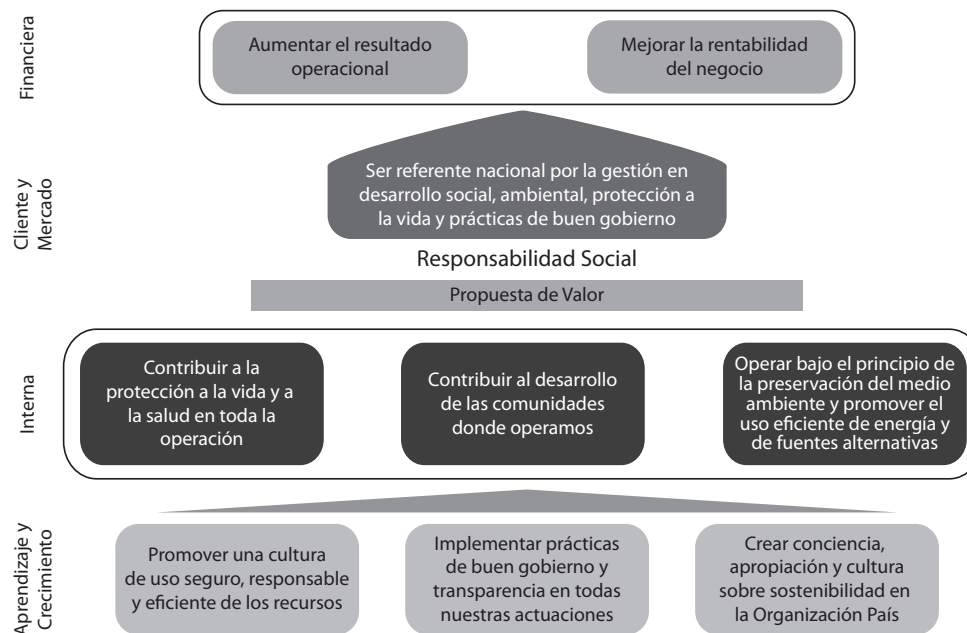 Financiera
Aumentar el resultado
operacional
Mejorar la rentabilidad
del negocio
Cliente y
Mercado
Ser referente nacional por la gestión en
desarrollo social, ambiental, protección a
la vida y prácticas de buen gobierno
Responsabilidad Social
Propuesta de Valor
Interna
Contribuir a la
protección a la vida y a
la salud en toda la
operación
Contribuir al desarrollo
de las comunidades
donde operamos
Operar bajo el principio de
la preservación del medio
ambiente y promover el
uso eficiente de energía y
de fuentes alternativas
Aprendizaje y
Crecimiento
Promover una cultura
de uso seguro, responsable
y eficiente de los recursos
Implementar prácticas
de buen gobierno y
transparencia en todas
nuestras actuaciones
Crear conciencia,
apropiación y cultura
sobre sostenibilidad en
la Organización País